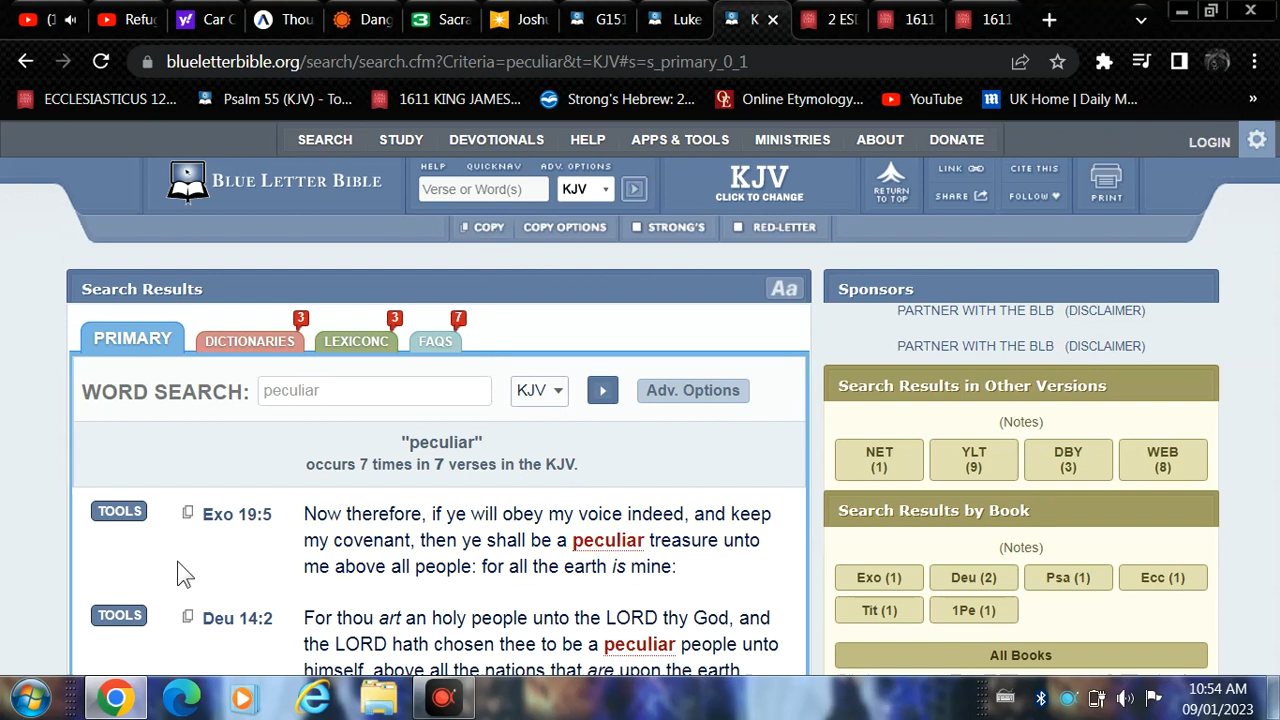 (1
Refu
Car C
Thou
Dang
Sacra
Joshu
G151
Luke
K
2 ESI
1611
1611
blueletterbible.org/search/search.cfm?Criteria=peculiar&t=KJV#s=s_primary_0_1
ECCLESIASTICUS 12...
Psalm 55 (KJV) - To...
1611 KING JAMES...
Strong's Hebrew: 2...
Online Etymology...
YouTube
UK Home | Daily M...
»
SEARCH STUDY DEVOTIONALS HELP APPS & TOOLS MINISTRIES ABOUT DONATE
LOGIN
BLUE LETTER BIBLE
HELP QUICKNAV ADV. OPTIONS
Verse or Word(s)
KJV
KJV
CLICK TO CHANGE
RETURN
TO TOP
LINK
CITE THIS
SHARE
FOLLOW
PRINT
COPY
COPY OPTIONS
STRONG'S
RED-LETTER
Search Results
Aa
PRIMARY
DICTIONARIES
3
LEXICONC
3
FAQS
7
WORD SEARCH:
peculiar
KJV
Adv. Options
"peculiar"
occurs 7 times in 7 verses in the KJV.
TOOLS
Exo 19:5
Now therefore, if ye will obey my voice indeed, and keep
my covenant, then ye shall be a peculiar treasure unto
me above all people: for all the earth is mine:
TOOLS
Deu 14:2
For thou art an holy people unto the LORD thy God, and
the LORD hath chosen thee to be a peculiar people unto
himself, above all the nations that are upon the earth.
Sponsors
PARTNER WITH THE BLB (DISCLAIMER)
PARTNER WITH THE BLB (DISCLAIMER)
Search Results in Other Versions
(Notes)
NET
(1)
YLT
(9)
DBY
(3)
WEB
(8)
Search Results by Book
(Notes)
Exo (1)
Deu (2)
Psa (1)
Ecc (1)
Tit (1)
1Pe (1)
All Books
10:54 AM
09/01/2023